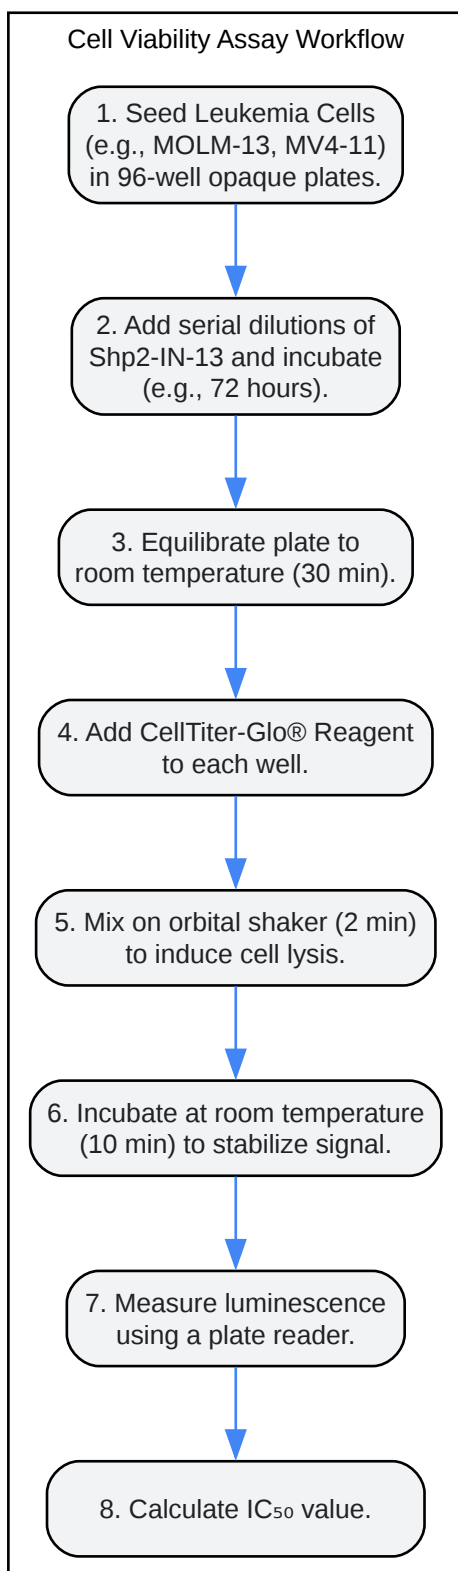 Cell Viability Assay Workflow
1. Seed Leukemia Cells
(e.g., MOLM-13, MV4-11)
in 96-well opaque plates.
2. Add serial dilutions of
Shp2-IN-13 and incubate
(e.g., 72 hours).
3. Equilibrate plate to
room temperature (30 min).
4. Add CellTiter-Glo® Reagent
to each well.
5. Mix on orbital shaker (2 min)
to induce cell lysis.
6. Incubate at room temperature
(10 min) to stabilize signal.
7. Measure luminescence
using a plate reader.
8. Calculate IC₅₀ value.